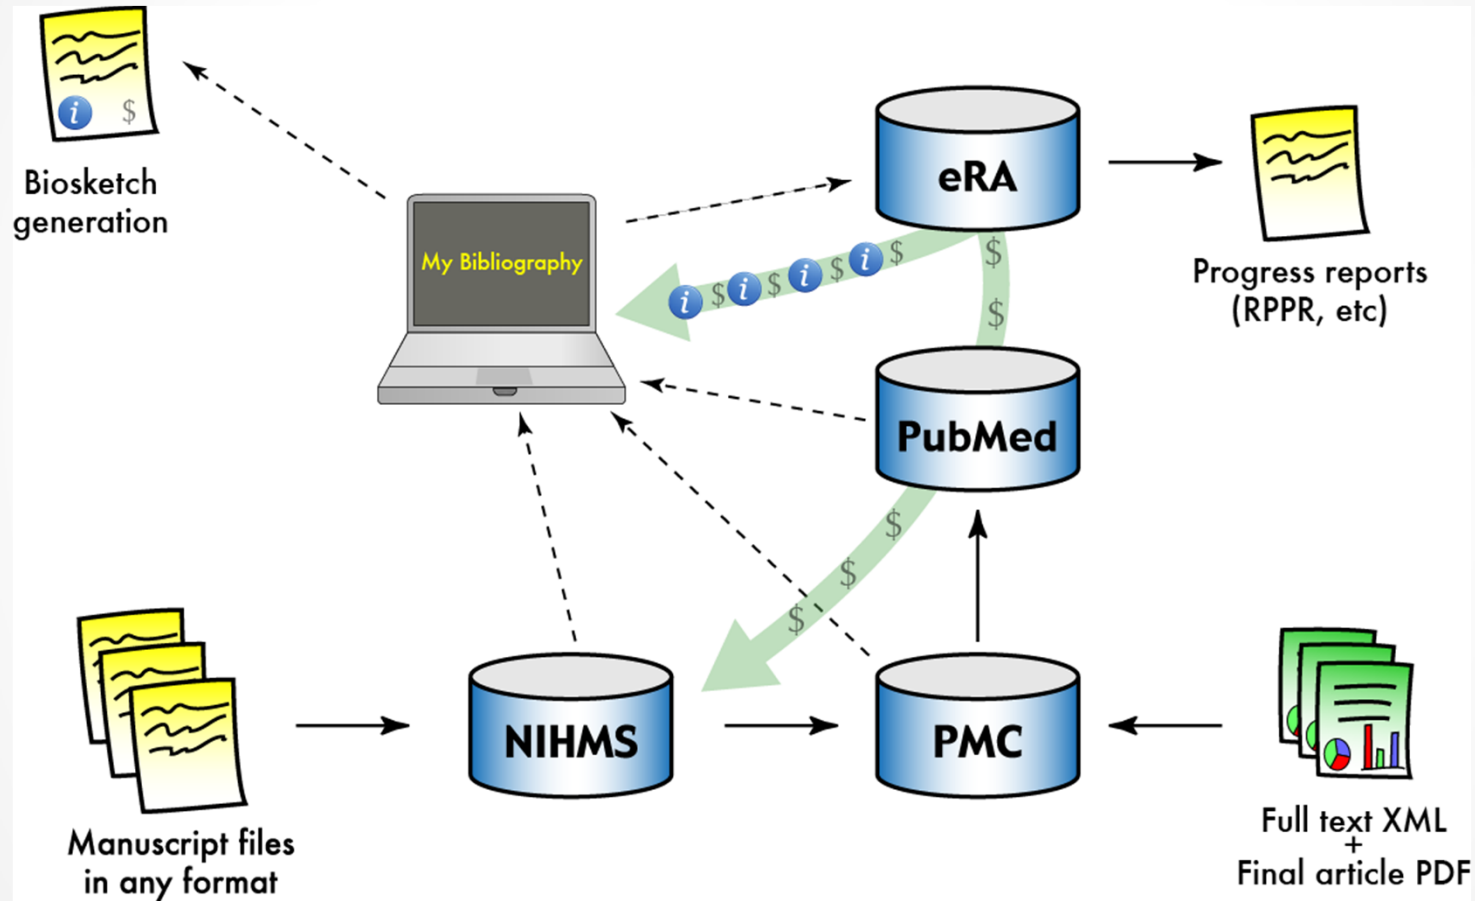 i $
Biosketch
generation
My Bibliography
eRA
Progress reports
(RPPR, etc)
i $ i $ i $ i $
$
$
PubMed
$
$
$
NIHMS
PMC
Manuscript files
in any format
Full text XML
+
Final article PDF